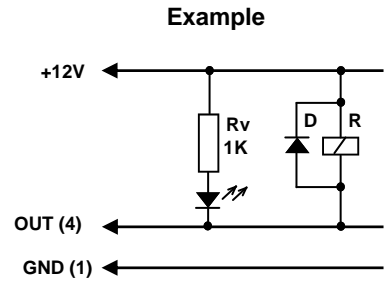 Example
+12V
D R
Rv
1K
OUT (4)
GND (1)